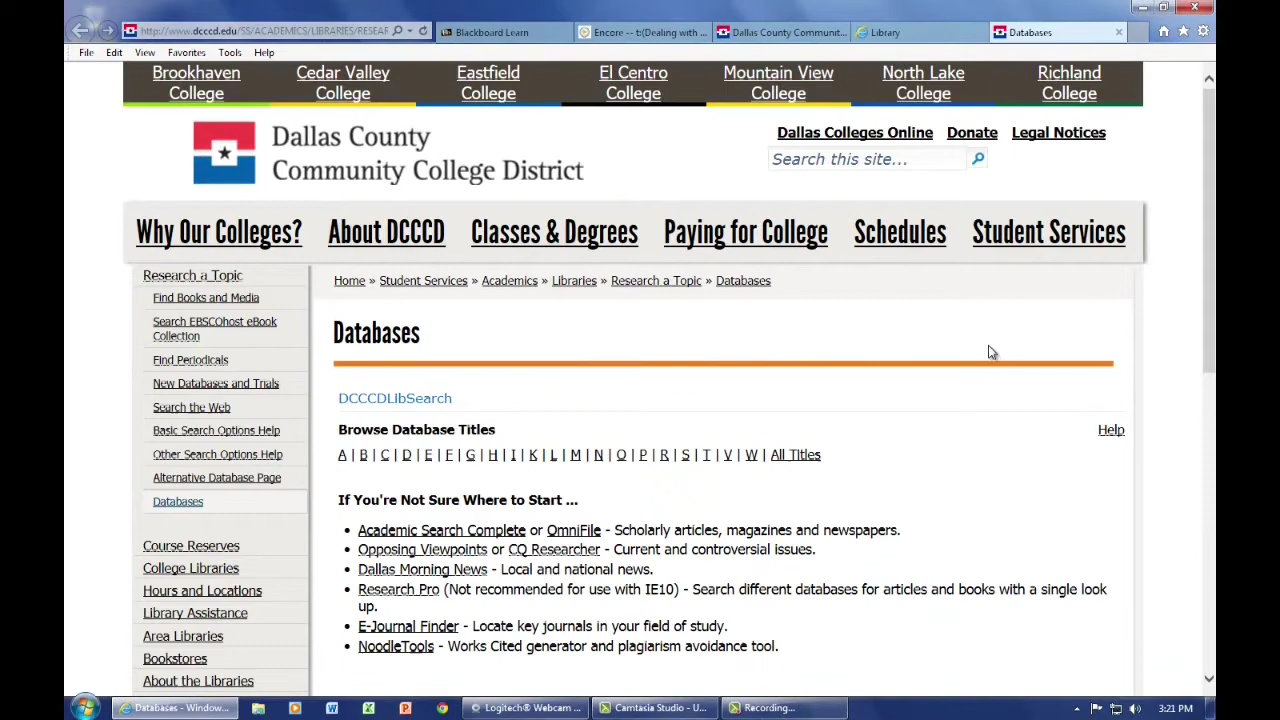 http://www.dcccd.edu/SS/ACADEMICS/LIBRARIES/RESEAR
Blackboard Learn
Encore -- t:(Dealing with ...
Dallas County Communit...
Library
Databases
File Edit View Favorites Tools Help
Brookhaven College
Cedar Valley College
Eastfield College
El Centro College
Mountain View College
North Lake College
Richland College
Dallas County
Community College District
Dallas Colleges Online Donate Legal Notices
Search this site...
Why Our Colleges? About DCCCD Classes & Degrees Paying for College Schedules Student Services
Research a Topic
Find Books and Media
Search EBSCOhost eBook
Collection
Find Periodicals
New Databases and Trials
Search the Web
Basic Search Options Help
Other Search Options Help
Alternative Database Page
Databases
Course Reserves
College Libraries
Hours and Locations
Library Assistance
Area Libraries
Bookstores
About the Libraries
Home » Student Services » Academics » Libraries » Research a Topic » Databases
Databases
DCCCDLibSearch
Browse Database Titles
Help
A | B | C | D | E | F | G | H | I | K | L | M | N | O | P | R | S | T | V | W | All Titles
If You're Not Sure Where to Start ...
• Academic Search Complete or OmniFile - Scholarly articles, magazines and newspapers.
• Opposing Viewpoints or CQ Researcher - Current and controversial issues.
• Dallas Morning News - Local and national news.
• Research Pro (Not recommended for use with IE10) - Search different databases for articles and books with a single look
up.
• E-Journal Finder - Locate key journals in your field of study.
• NoodleTools - Works Cited generator and plagiarism avoidance tool.
Databases - Window...
Logitech® Webcam ...
Camtasia Studio - U...
Recording...
3:21 PM